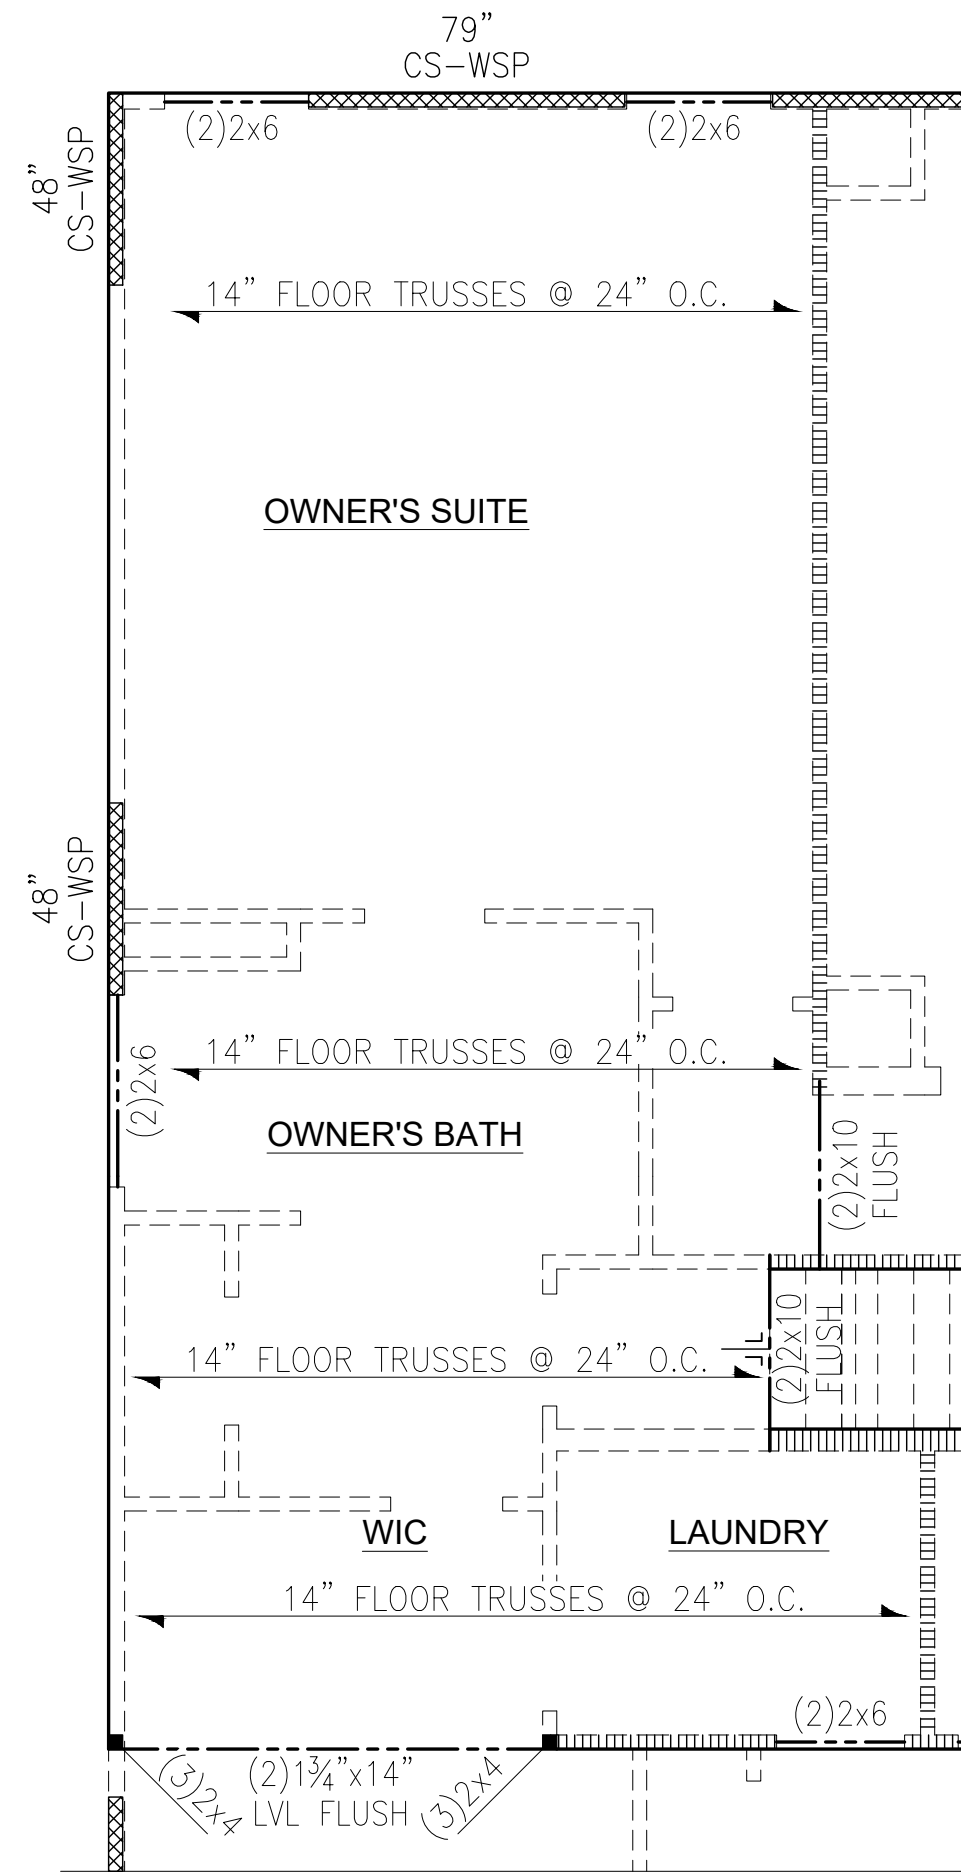 79”
CS-WSP
(2)2x6
(2)2x6
48”
CS-WSP
14” FLOOR TRUSSES @ 24” O.C.
OWNER'S SUITE
48”
CS-WSP
14” FLOOR TRUSSES @ 24” O.C.
(2)2x6
OWNER'S BATH
(2)2x10
FLUSH
(2)2x10
FLUSH
14” FLOOR TRUSSES @ 24” O.C.
WIC
LAUNDRY
14” FLOOR TRUSSES @ 24” O.C.
(2)2x6
(3)2x4
(2)1¾”x14”
LVL FLUSH
(3)2x4